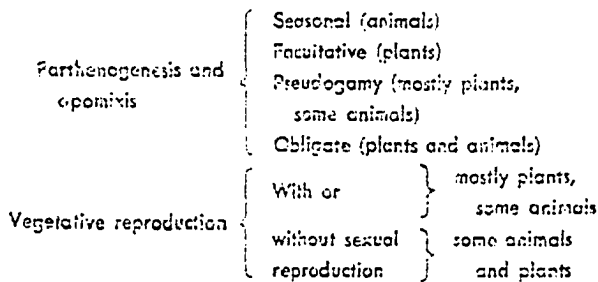 Parthenogenesis and apomixis
Seasonal (animals)
Facultative (plants)
Pseudogamy (mostly plants,
some animals)
Obligate (plants and animals)
Vegetative reproduction
With or
mostly plants,
some animals
without sexual
reproduction
some animals
and plants